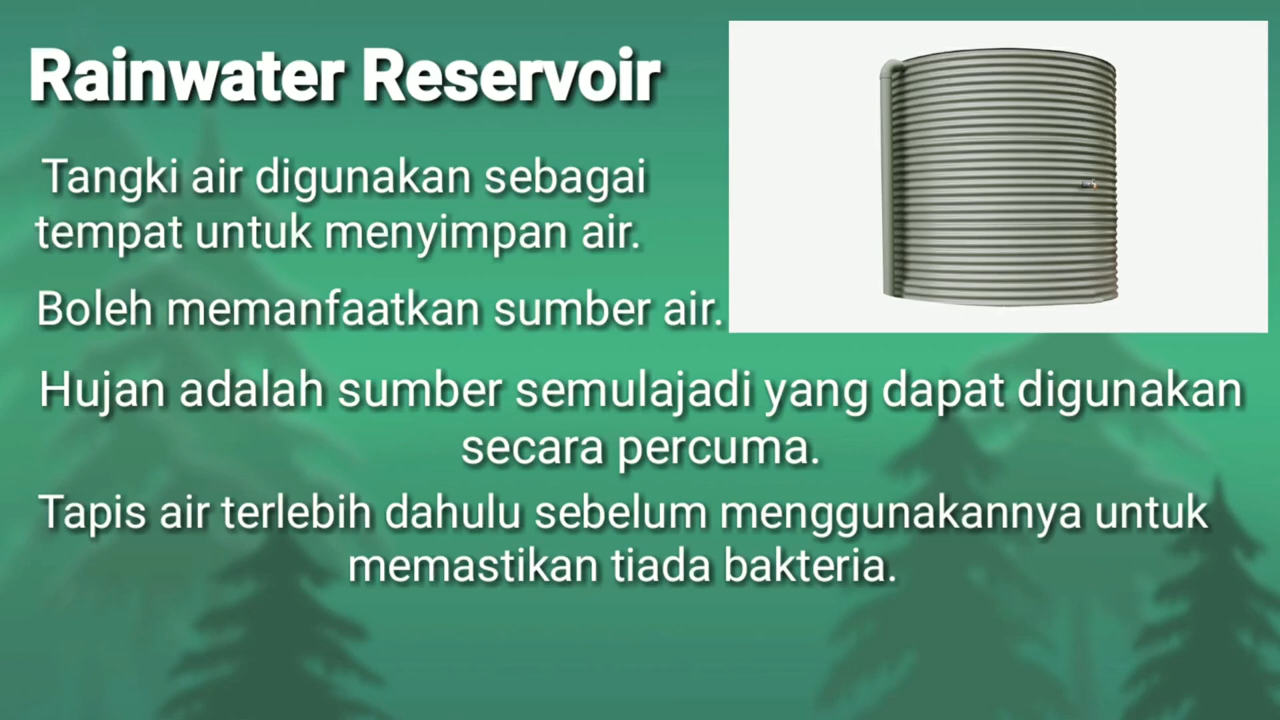 Rainwater Reservoir
Tangki air digunakan sebagai
tempat untuk menyimpan air.
Boleh memanfaatkan sumber air.
Hujan adalah sumber semulajadi yang dapat digunakan
secara percuma.
Tapis air terlebih dahulu sebelum menggunakannya untuk
memastikan tiada bakteria.